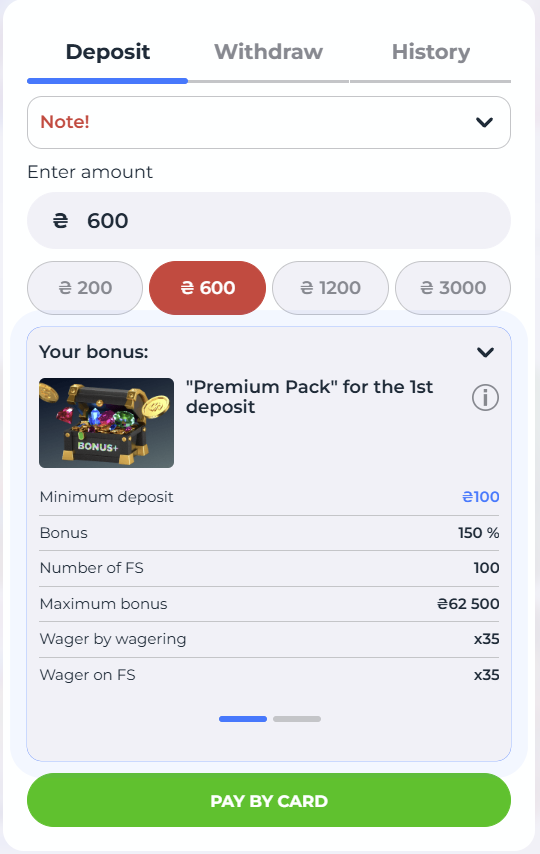 Deposit Withdraw History
Note!
Enter amount
₴ 600
₴ 200 ₴ 600 ₴ 1200 ₴ 3000
Your bonus:
BONUS+
"Premium Pack" for the 1st
deposit
Minimum deposit ₴100
Bonus 150 %
Number of FS 100
Maximum bonus ₴62 500
Wager by wagering x35
Wager on FS x35
PAY BY CARD